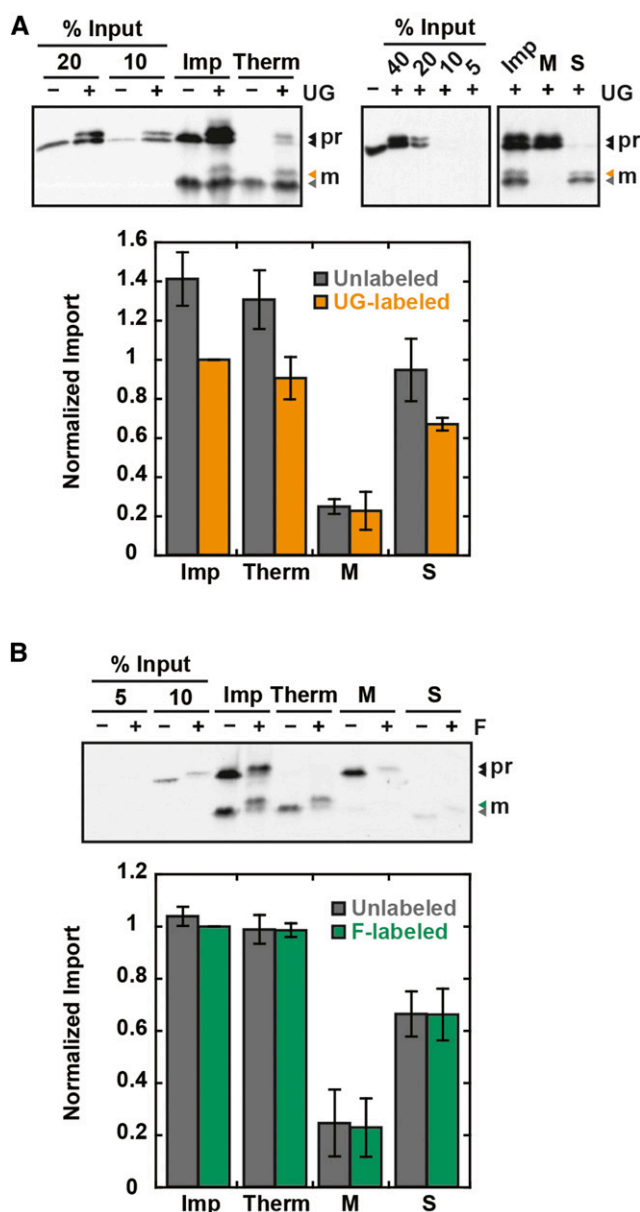 A
% Input
20 10 Imp Therm
− + − + − + − + UG
pr
m
% Input
40 20 10 5 Imp M S
− + + + + + + + UG
pr
m
Normalized Import
1.6
1.4
1.2
1
0.8
0.6
0.4
0.2
0
Unlabeled
UG-labeled
Imp Therm M S
B
% Input
5 10 Imp Therm M S
− + − + − + − + − + − + F
pr
m
Normalized Import
1.2
1
0.8
0.6
0.4
0.2
0
Unlabeled
F-labeled
Imp Therm M S